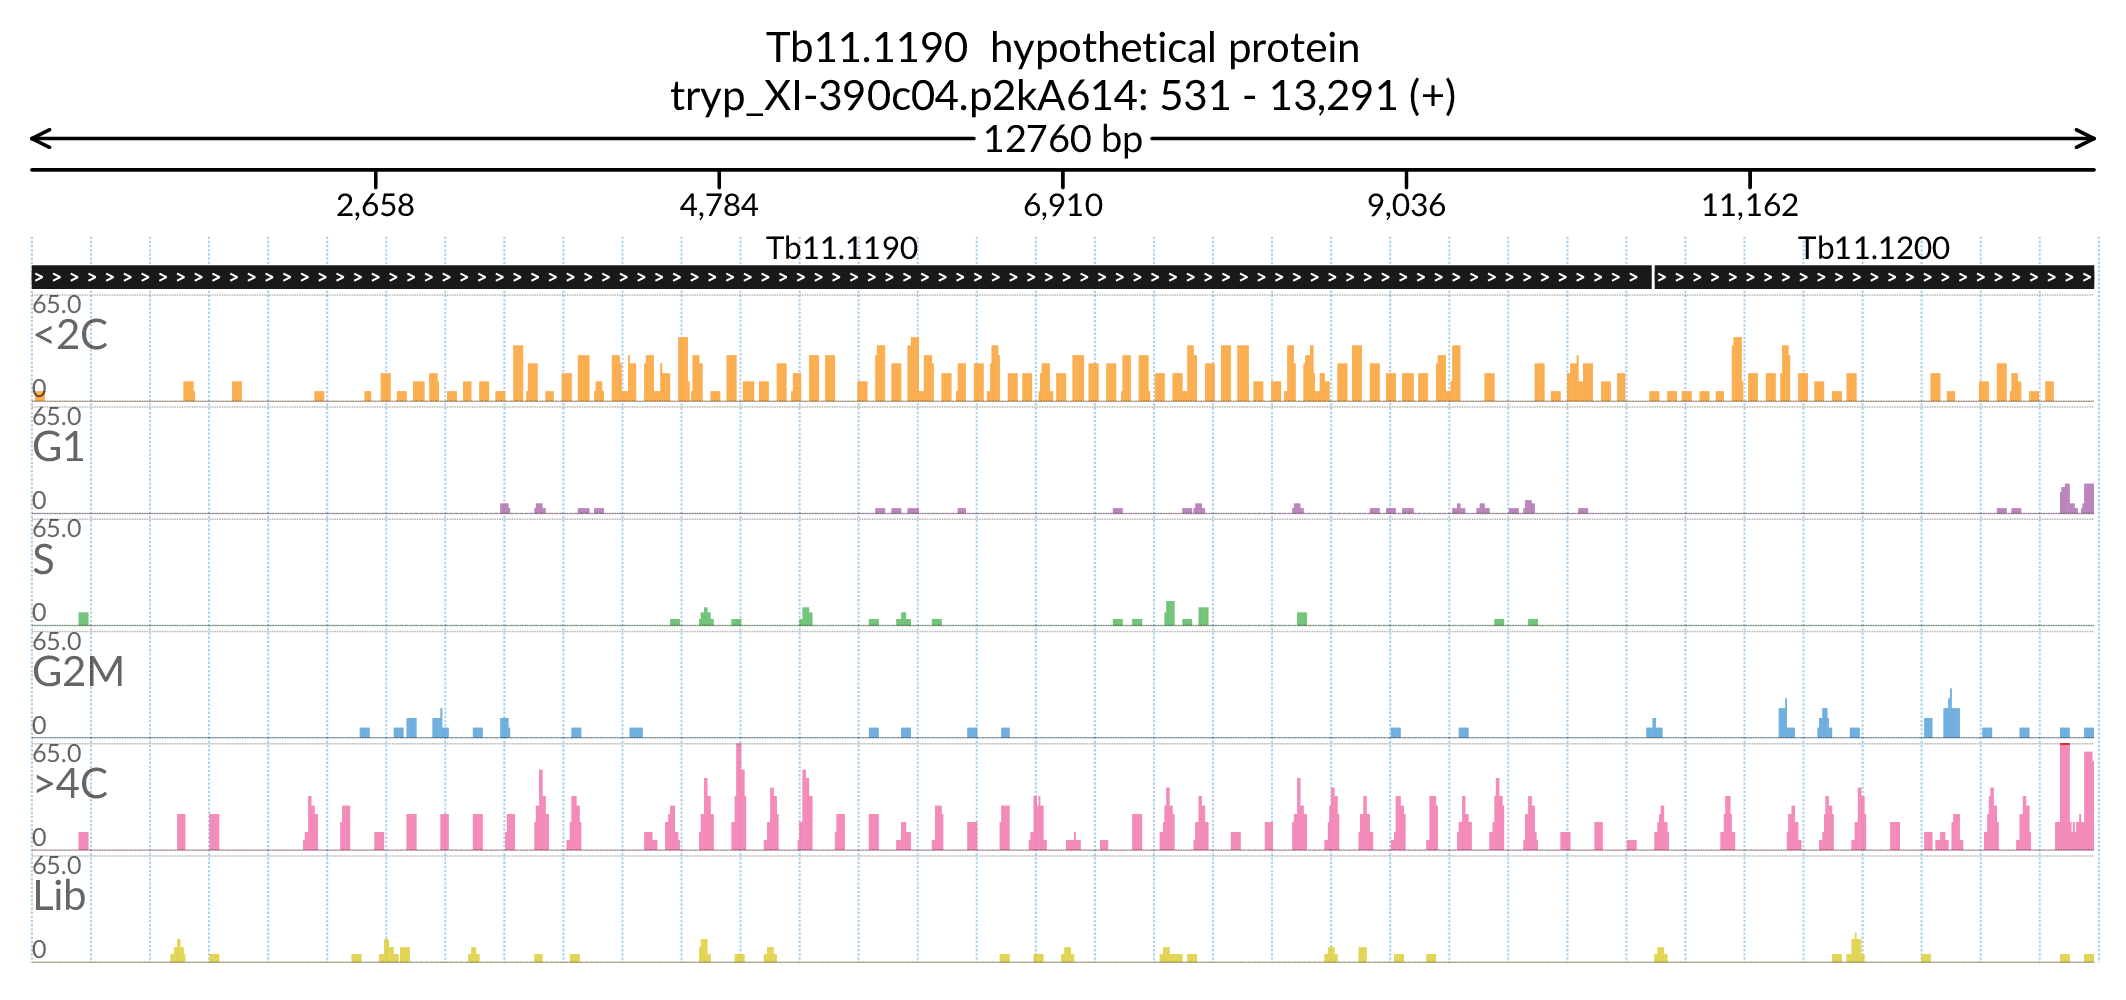 Tb11.1190  hypothetical protein
tryp_XI-390c04.p2kA614: 531 - 13,291 (+)
12760 bp
2,658 4,784 6,910 9,036 11,162
Tb11.1190 Tb11.1200
65.0
<2C
0
65.0
G1
0
65.0
S
0
65.0
G2M
0
65.0
>4C
0
65.0
Lib
0